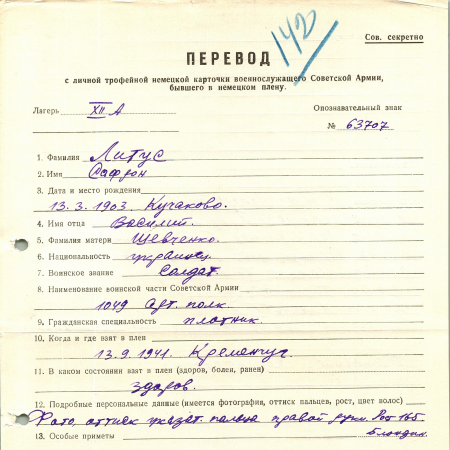 142
Сов. секретно
ПЕРЕВОД
с личной трофейной немецкой карточки военнослужащего Советской Армии,
бывшего в немецком плену.
Лагерь XII А
Опознавательный знак
№ 63707
1. Фамилия Литус
2. Имя Сафрон
3. Дата и место рождения
13.3.1903. Кучаково.
4. Имя отца Василий.
5. Фамилия матери Шевченко.
6. Национальность украинец
7. Воинское звание Солдат.
8. Наименование воинской части Советской Армии
1049 арт. полк.
9. Гражданская специальность плотник.
10. Когда и где взят в плен
13.9.1941. Кременчуг
11. В каком состоянии взят в плен (здоров, болен, ранен)
здоров.
12. Подробные персональные данные (имеется фотография, оттиск пальцев, рост, цвет волос)
Фото, оттиск указат. пальца правой руки. Рост 165.
блондин.
13. Особые приметы